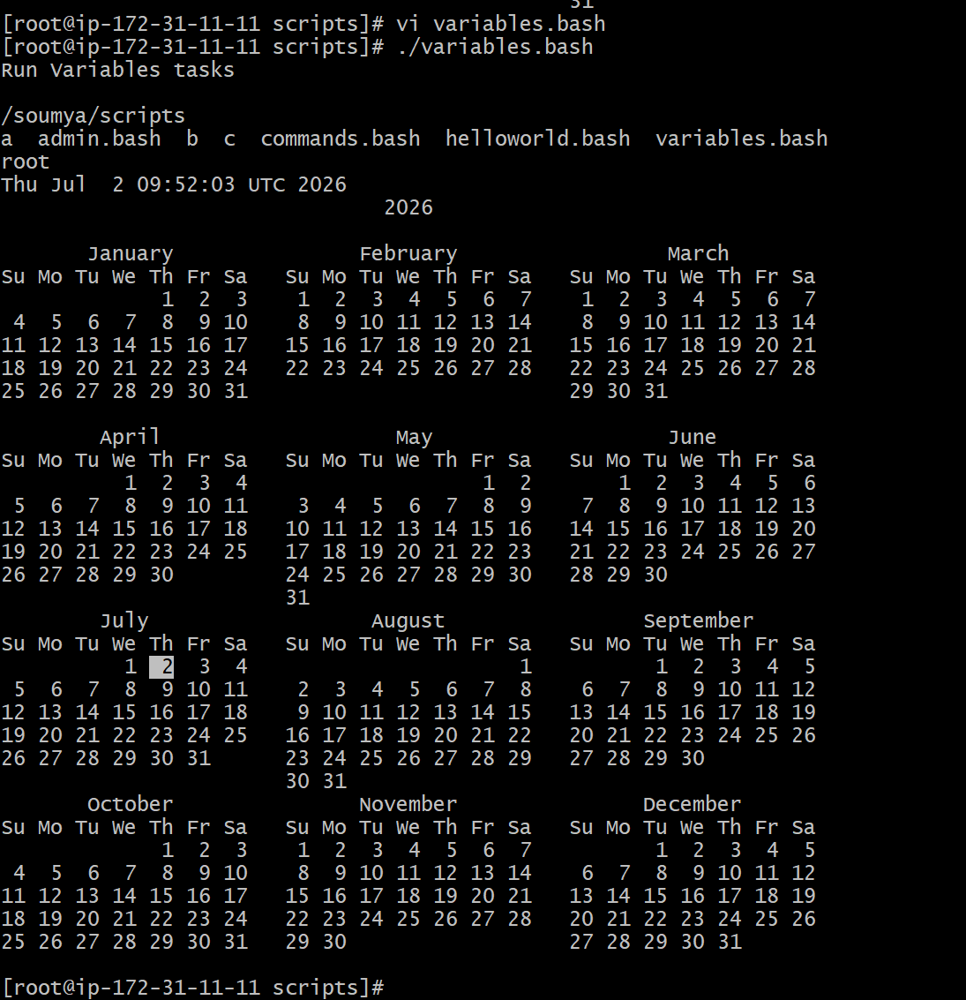 31
[root@ip-172-31-11-11 scripts]# vi variables.bash
[root@ip-172-31-11-11 scripts]# ./variables.bash
Run Variables tasks

/soumya/scripts
a  admin.bash  b  c  commands.bash  helloworld.bash  variables.bash
root
Thu Jul  2 09:52:03 UTC 2026
                               2026

       January               February                 March
Su Mo Tu We Th Fr Sa   Su Mo Tu We Th Fr Sa   Su Mo Tu We Th Fr Sa
             1  2  3    1  2  3  4  5  6  7    1  2  3  4  5  6  7
 4  5  6  7  8  9 10    8  9 10 11 12 13 14    8  9 10 11 12 13 14
11 12 13 14 15 16 17   15 16 17 18 19 20 21   15 16 17 18 19 20 21
18 19 20 21 22 23 24   22 23 24 25 26 27 28   22 23 24 25 26 27 28
25 26 27 28 29 30 31                          29 30 31

        April                   May                   June
Su Mo Tu We Th Fr Sa   Su Mo Tu We Th Fr Sa   Su Mo Tu We Th Fr Sa
          1  2  3  4                   1  2       1  2  3  4  5  6
 5  6  7  8  9 10 11    3  4  5  6  7  8  9    7  8  9 10 11 12 13
12 13 14 15 16 17 18   10 11 12 13 14 15 16   14 15 16 17 18 19 20
19 20 21 22 23 24 25   17 18 19 20 21 22 23   21 22 23 24 25 26 27
26 27 28 29 30         24 25 26 27 28 29 30   28 29 30
                       31
        July                  August                September
Su Mo Tu We Th Fr Sa   Su Mo Tu We Th Fr Sa   Su Mo Tu We Th Fr Sa
          1  2  3  4                      1          1  2  3  4  5
 5  6  7  8  9 10 11    2  3  4  5  6  7  8    6  7  8  9 10 11 12
12 13 14 15 16 17 18    9 10 11 12 13 14 15   13 14 15 16 17 18 19
19 20 21 22 23 24 25   16 17 18 19 20 21 22   20 21 22 23 24 25 26
26 27 28 29 30 31      23 24 25 26 27 28 29   27 28 29 30
                       30 31
       October               November               December
Su Mo Tu We Th Fr Sa   Su Mo Tu We Th Fr Sa   Su Mo Tu We Th Fr Sa
             1  2  3    1  2  3  4  5  6  7          1  2  3  4  5
 4  5  6  7  8  9 10    8  9 10 11 12 13 14    6  7  8  9 10 11 12
11 12 13 14 15 16 17   15 16 17 18 19 20 21   13 14 15 16 17 18 19
18 19 20 21 22 23 24   22 23 24 25 26 27 28   20 21 22 23 24 25 26
25 26 27 28 29 30 31   29 30                  27 28 29 30 31

[root@ip-172-31-11-11 scripts]#